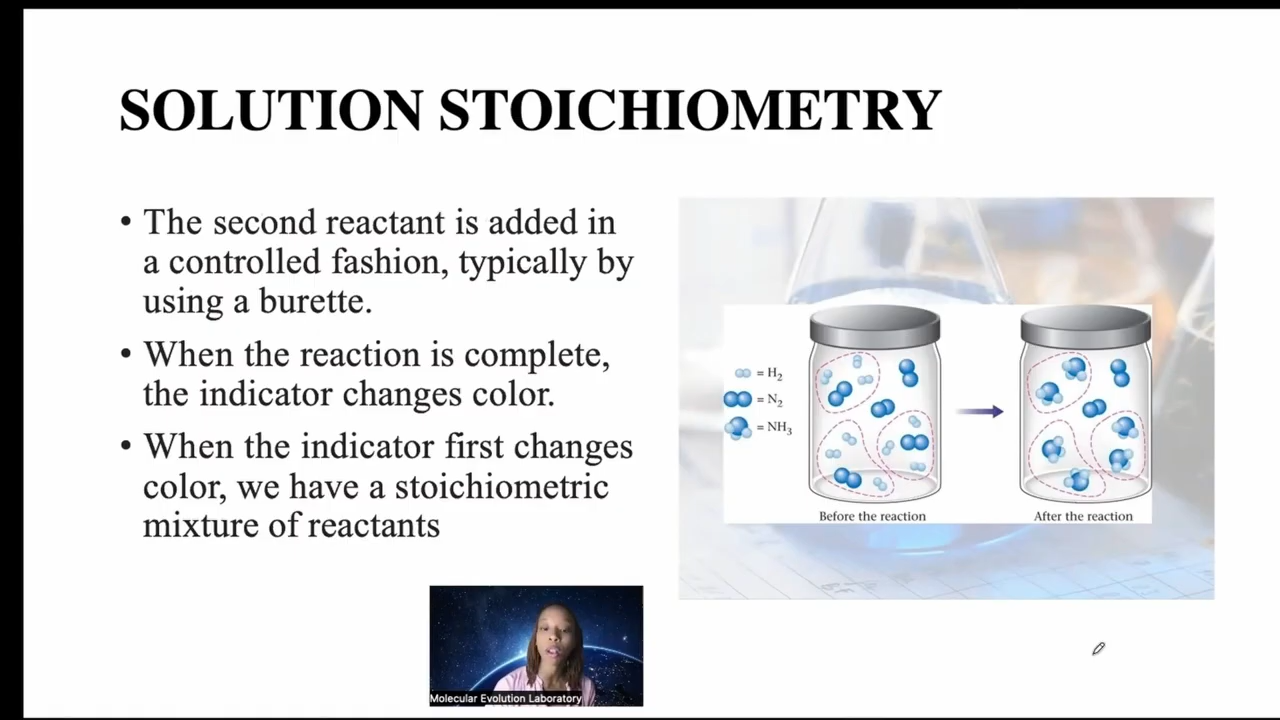 SOLUTION STOICHIOMETRY
• The second reactant is added in
a controlled fashion, typically by
using a burette.
• When the reaction is complete,
the indicator changes color.
• When the indicator first changes
color, we have a stoichiometric
mixture of reactants
= H₂
= N₂
= NH₃
Before the reaction
After the reaction
Molecular Evolution Laboratory